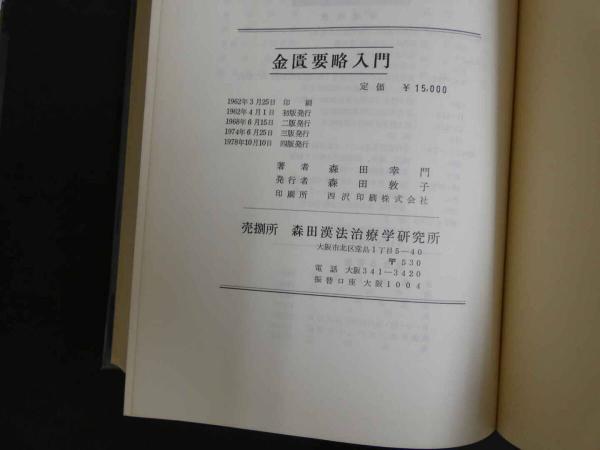 金匱要略入門
定価 ¥15,000
1962年3月25日 印刷
1962年4月1日 初版発行
1968年6月15日 二版発行
1974年6月25日 三版発行
1978年10月10日 四版発行
著者 森田幸門
発行者 森田敦子
印刷所 西沢印刷株式会社
売捌所 森田漢法治療学研究所
大阪市北区堂島1丁目5―40
〒530
電話 大阪341―3420
振替口座 大阪1004